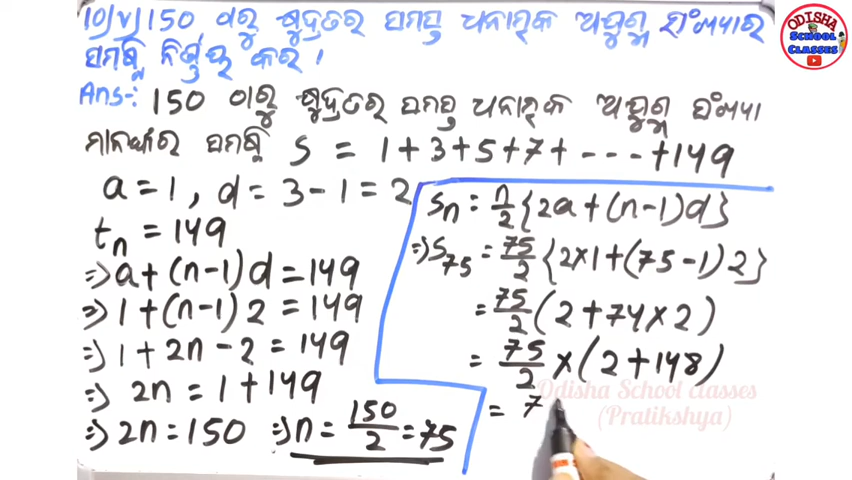 10/v/ 150 ଠାରୁ କ୍ଷୁଦ୍ରତର ସମସ୍ତ ଧନାତ୍ମକ ଅଯୁଗ୍ମ ସଂଖ୍ୟାର
ସମଷ୍ଟି ନିର୍ଣ୍ଣୟ କର ।
Ans-: 150 ଠାରୁ କ୍ଷୁଦ୍ରତର ସମସ୍ତ ଧନାତ୍ମକ ଅଯୁଗ୍ମ ସଂଖ୍ୟା
ମାନଙ୍କର ସମଷ୍ଟି S = 1+3+5+7+----+149
a=1, d=3-1=2
tn=149
⇒a+(n-1)d=149
⇒1+(n-1)2=149
⇒1+2n-2=149
⇒2n=1+149
⇒2n=150 ⇒n=150/2=75
Sn=n/2{2a+(n-1)d}
⇒S75=75/2{2×1+(75-1)2}
=75/2(2+74×2)
=75/2×(2+148)
=7
ODISHA
School
Classes
Odisha School classes
(Pratikshya)